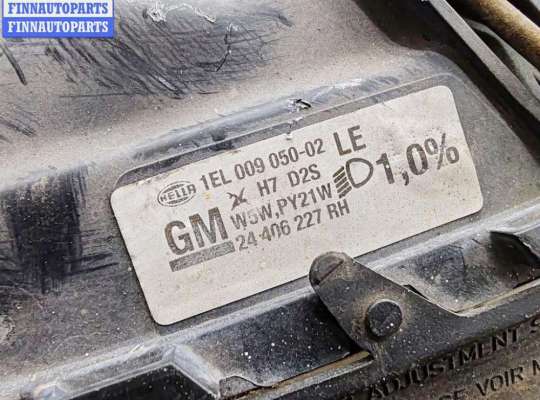 FINNAUTOPARTS
FINNAUTOPARTS
HELLA 1EL 009 050-02 LE
H7 D2S
GM W5W,PY21W 1,0%
24 406 227 RH
ADJUSTMENT S
VOIR M